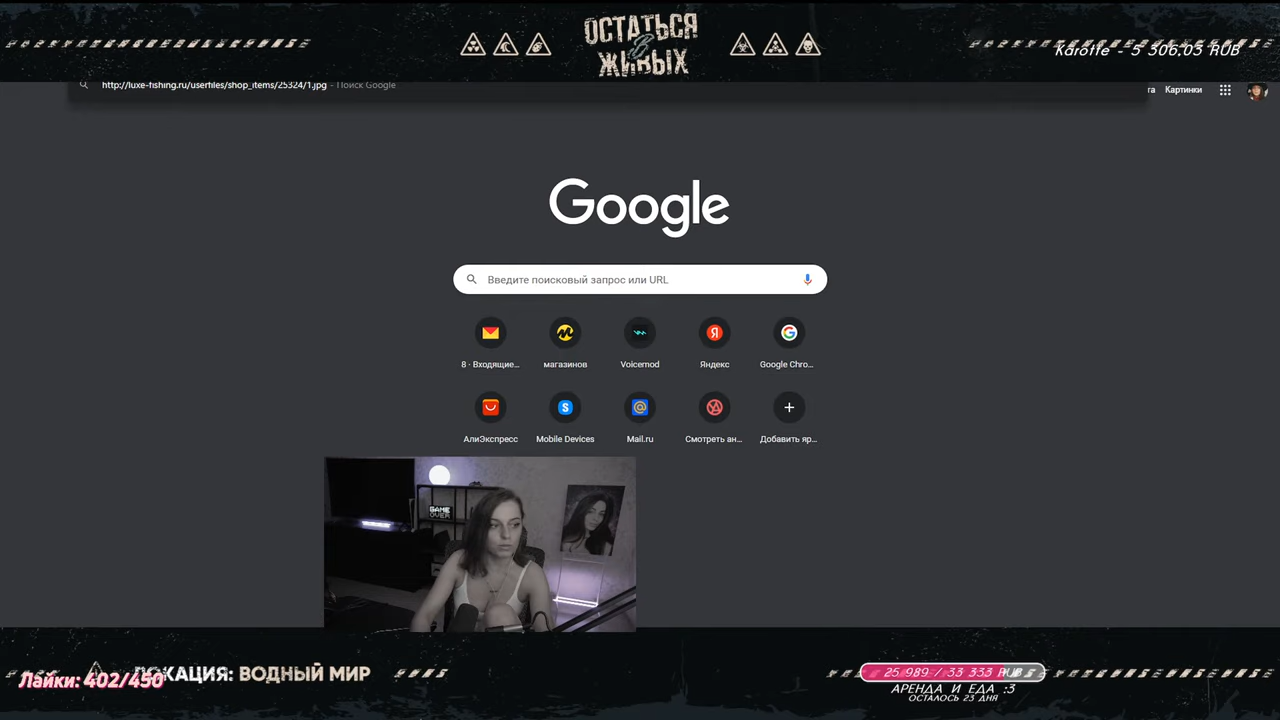 ОСТАТЬСЯ
В
ЖИВЫХ
Karotte - 5 306,03 RUB
http://luxe-fishing.ru/userfiles/shop_items/25324/1.jpg - Поиск Google
та Картинки
Google
Введите поисковый запрос или URL
8 · Входящие...
магазинов
Voicemod
Яндекс
Google Chro...
АлиЭкспресс
Mobile Devices
Mail.ru
Смотреть ан...
Добавить яр...
GAME
OVER
ЛОКАЦИЯ: ВОДНЫЙ МИР
Лайки: 402/450
25 989 / 33 333 RUB
АРЕНДА И ЕДА :3
ОСТАЛОСЬ 23 ДНЯ